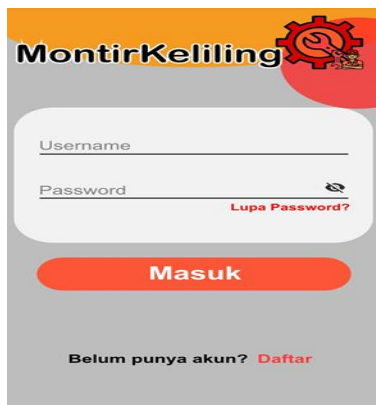 MontirKeliling
Username
Password
Lupa Password?
Masuk
Belum punya akun? Daftar